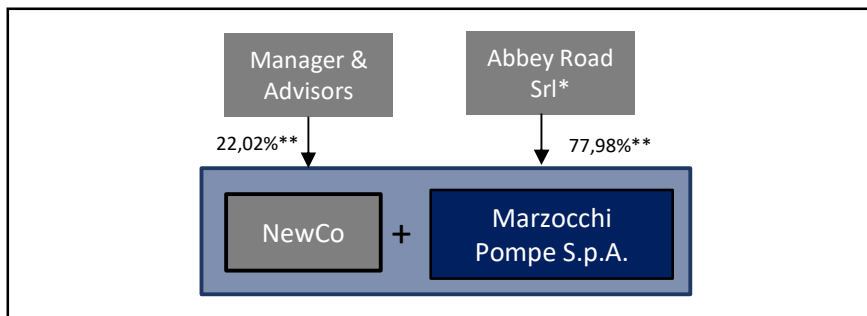 Manager &
Advisors
Abbey Road
Srl*
22,02%**
77,98%**
NewCo
+
Marzocchi
Pompe S.p.A.